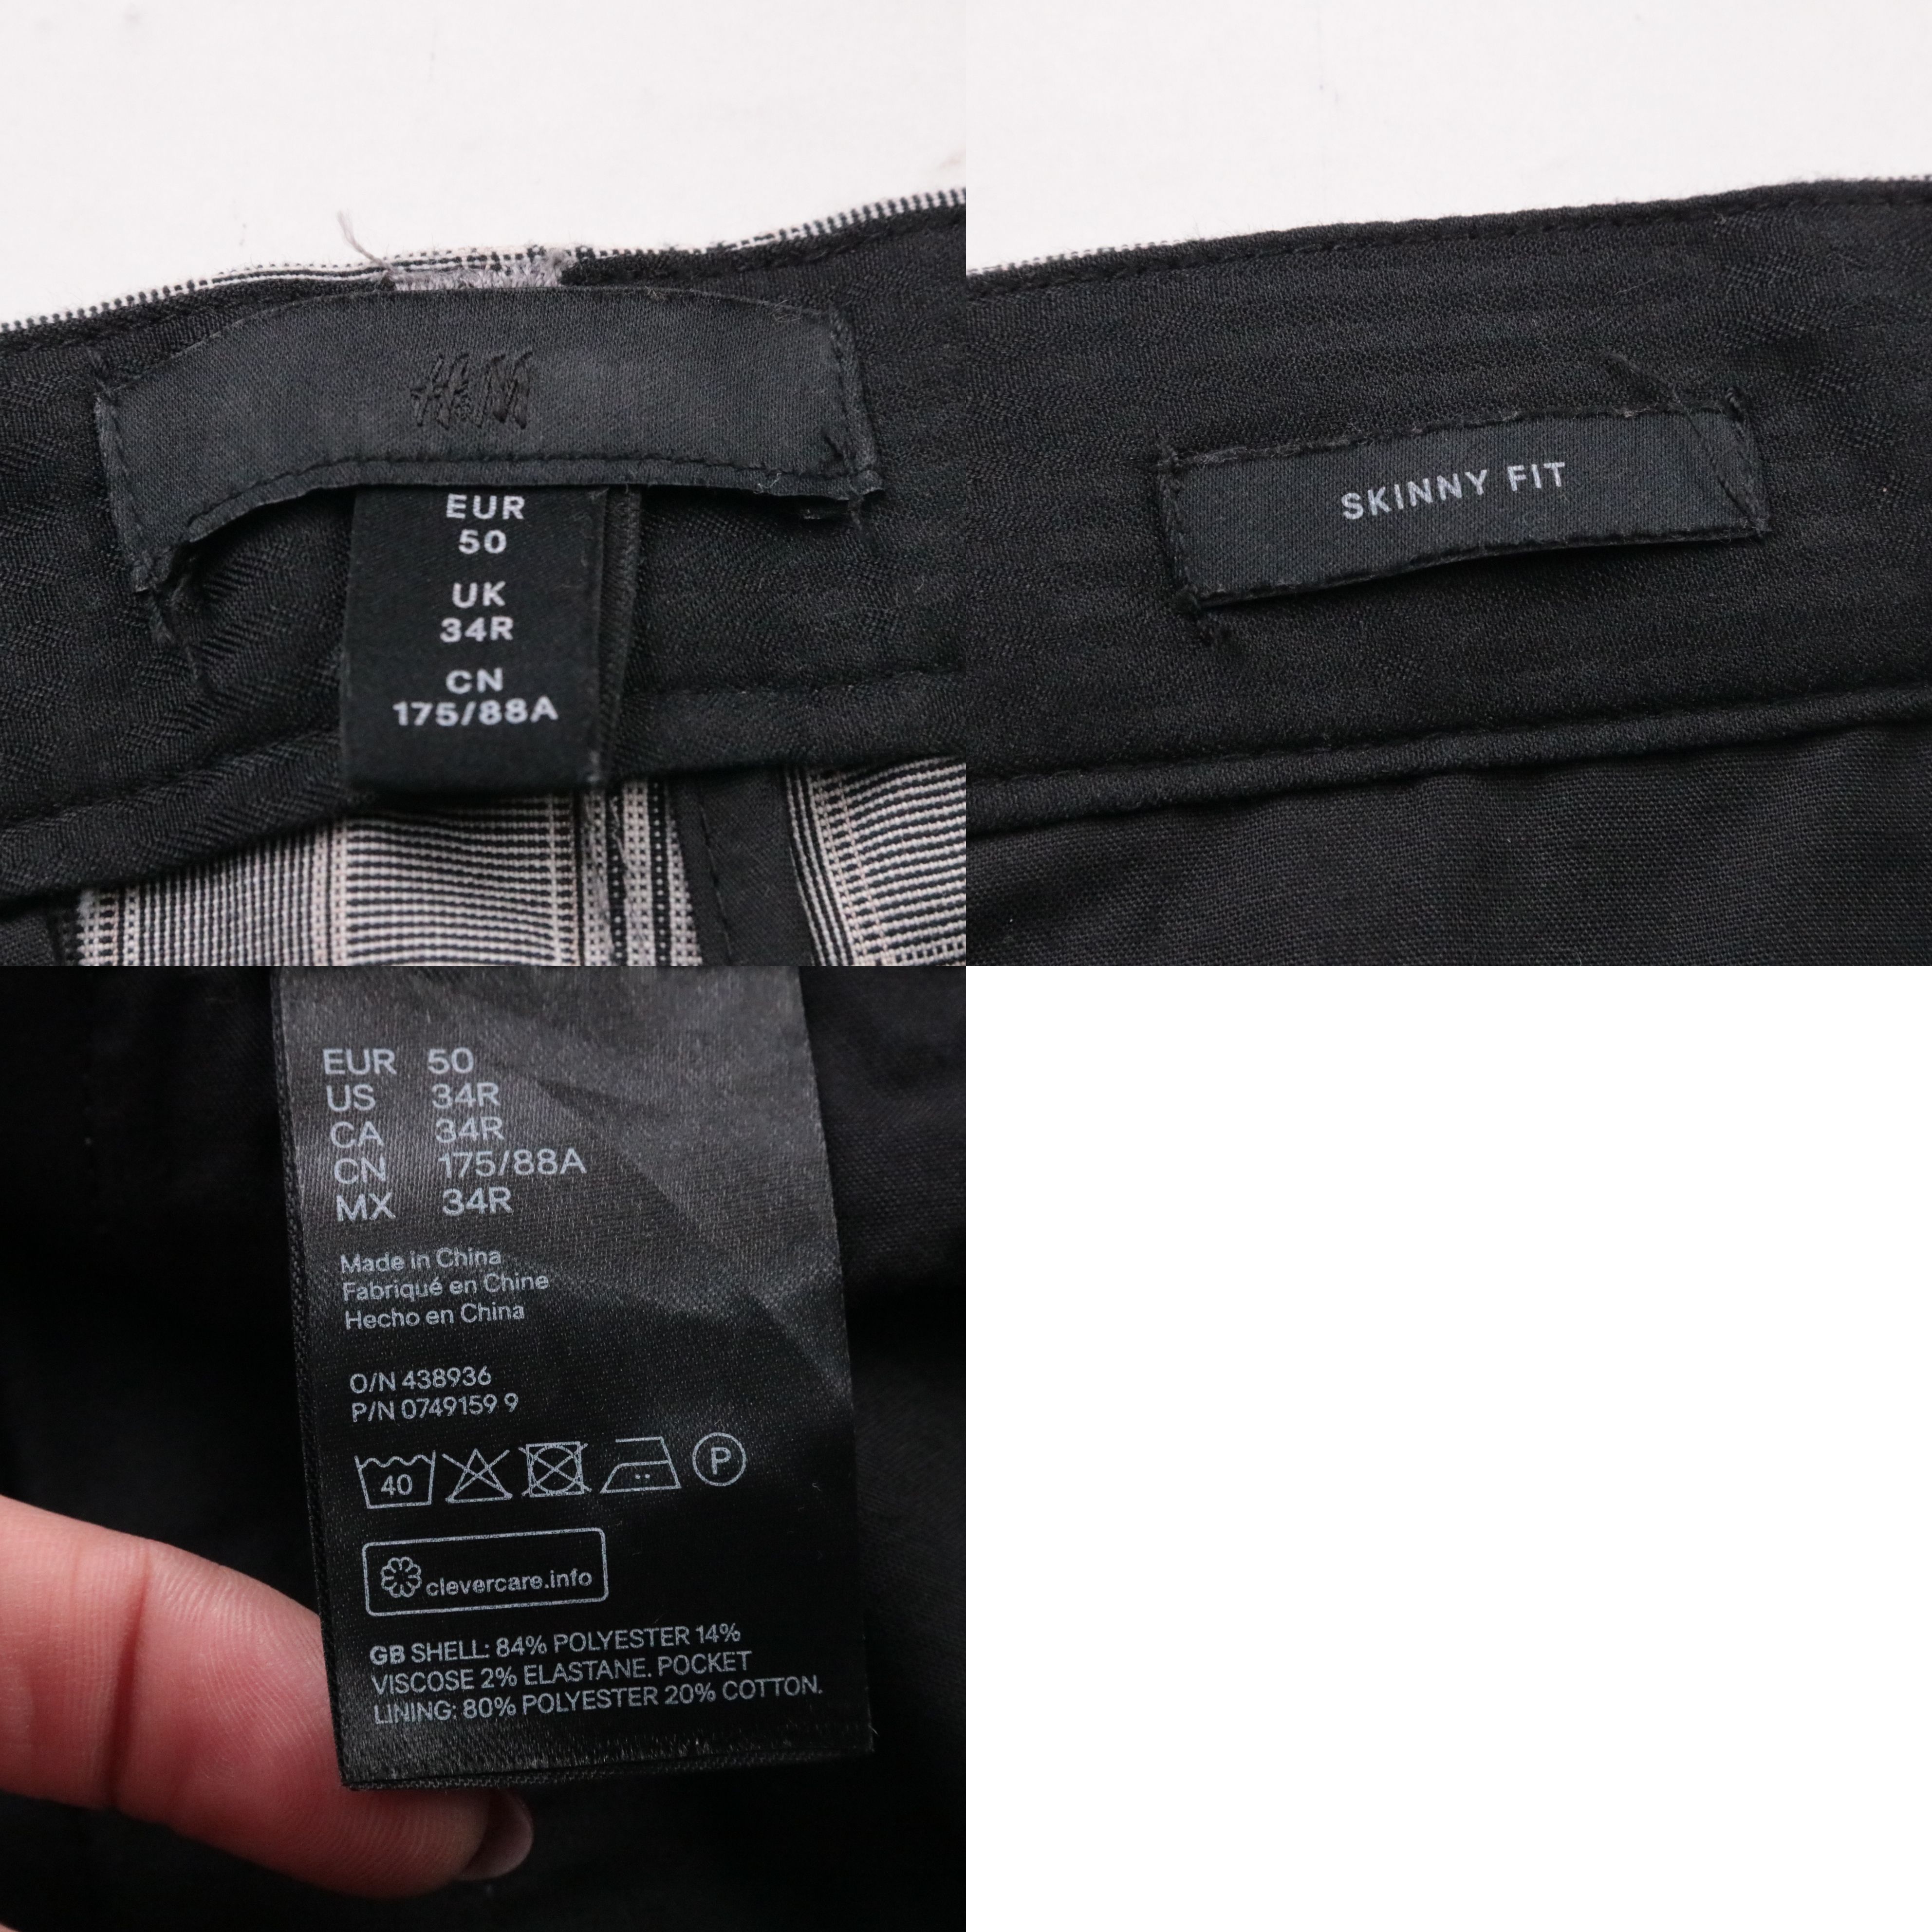 H&M
EUR
50
UK
34R
CN
175/88A
SKINNY FIT
EUR 50
US 34R
CA 34R
CN 175/88A
MX 34R
Made in China
Fabriqué en Chine
Hecho en China
O/N 438936
P/N 0749159 9
40 P
clevercare.info
GB SHELL: 84% POLYESTER 14%
VISCOSE 2% ELASTANE. POCKET
LINING: 80% POLYESTER 20% COTTON.